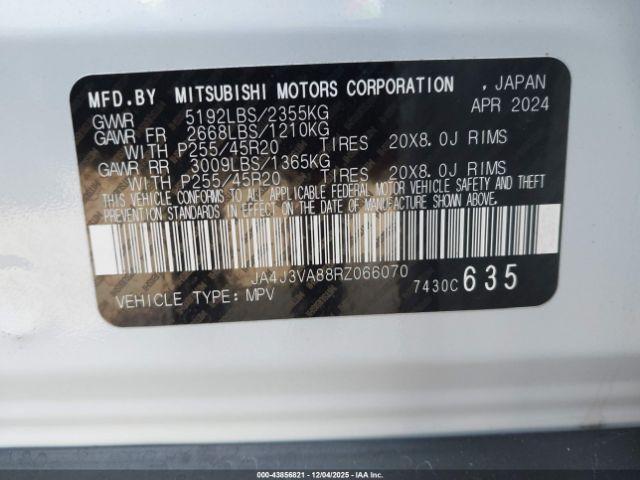 MFD.BY MITSUBISHI MOTORS CORPORATION , JAPAN
GVWR 5192LBS/2355KG APR 2024
GAWR FR 2668LBS/1210KG
WITH P255/45R20 TIRES 20X8.0J RIMS
GAWR RR 3009LBS/1365KG
WITH P255/45R20 TIRES 20X8.0J RIMS
THIS VEHICLE CONFORMS TO ALL APPLICABLE FEDERAL MOTOR VEHICLE SAFETY AND THEFT
PREVENTION STANDARDS IN EFFECT ON THE DATE OF MANUFACTURE SHOWN ABOVE.
JA4J3VA88RZ066070
VEHICLE TYPE: MPV 7430C 635
000-43856821 - 12/04/2025 - IAAI.COM